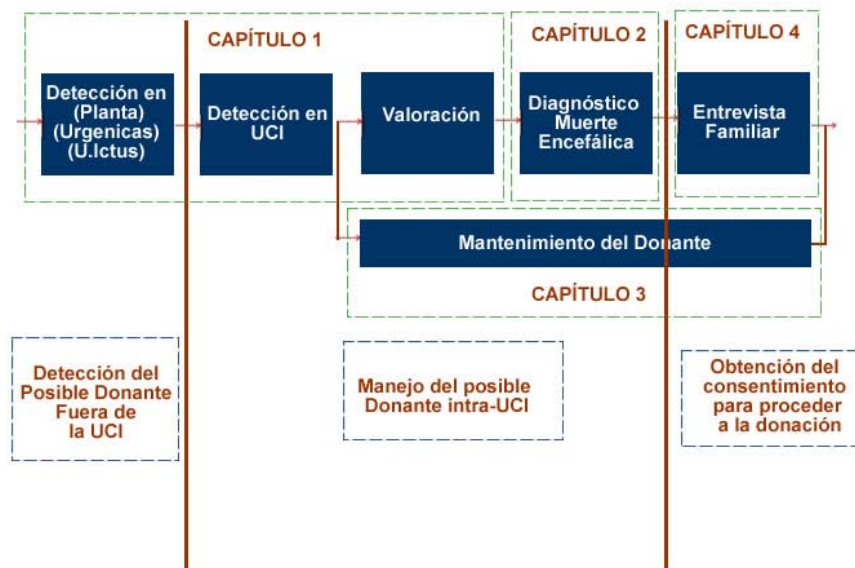 CAPÍTULO 1
CAPÍTULO 2
CAPÍTULO 4
Detección en
(Planta)
(Urgenicas)
(U.Ictus)
Detección en
UCI
Valoración
Diagnóstico
Muerte
Encefálica
Entrevista
Familiar
Mantenimiento del Donante
CAPÍTULO 3
Detección del
Posible Donante
Fuera de
la UCI
Manejo del posible
Donante intra-UCI
Obtención del
consentimiento
para proceder
a la donación